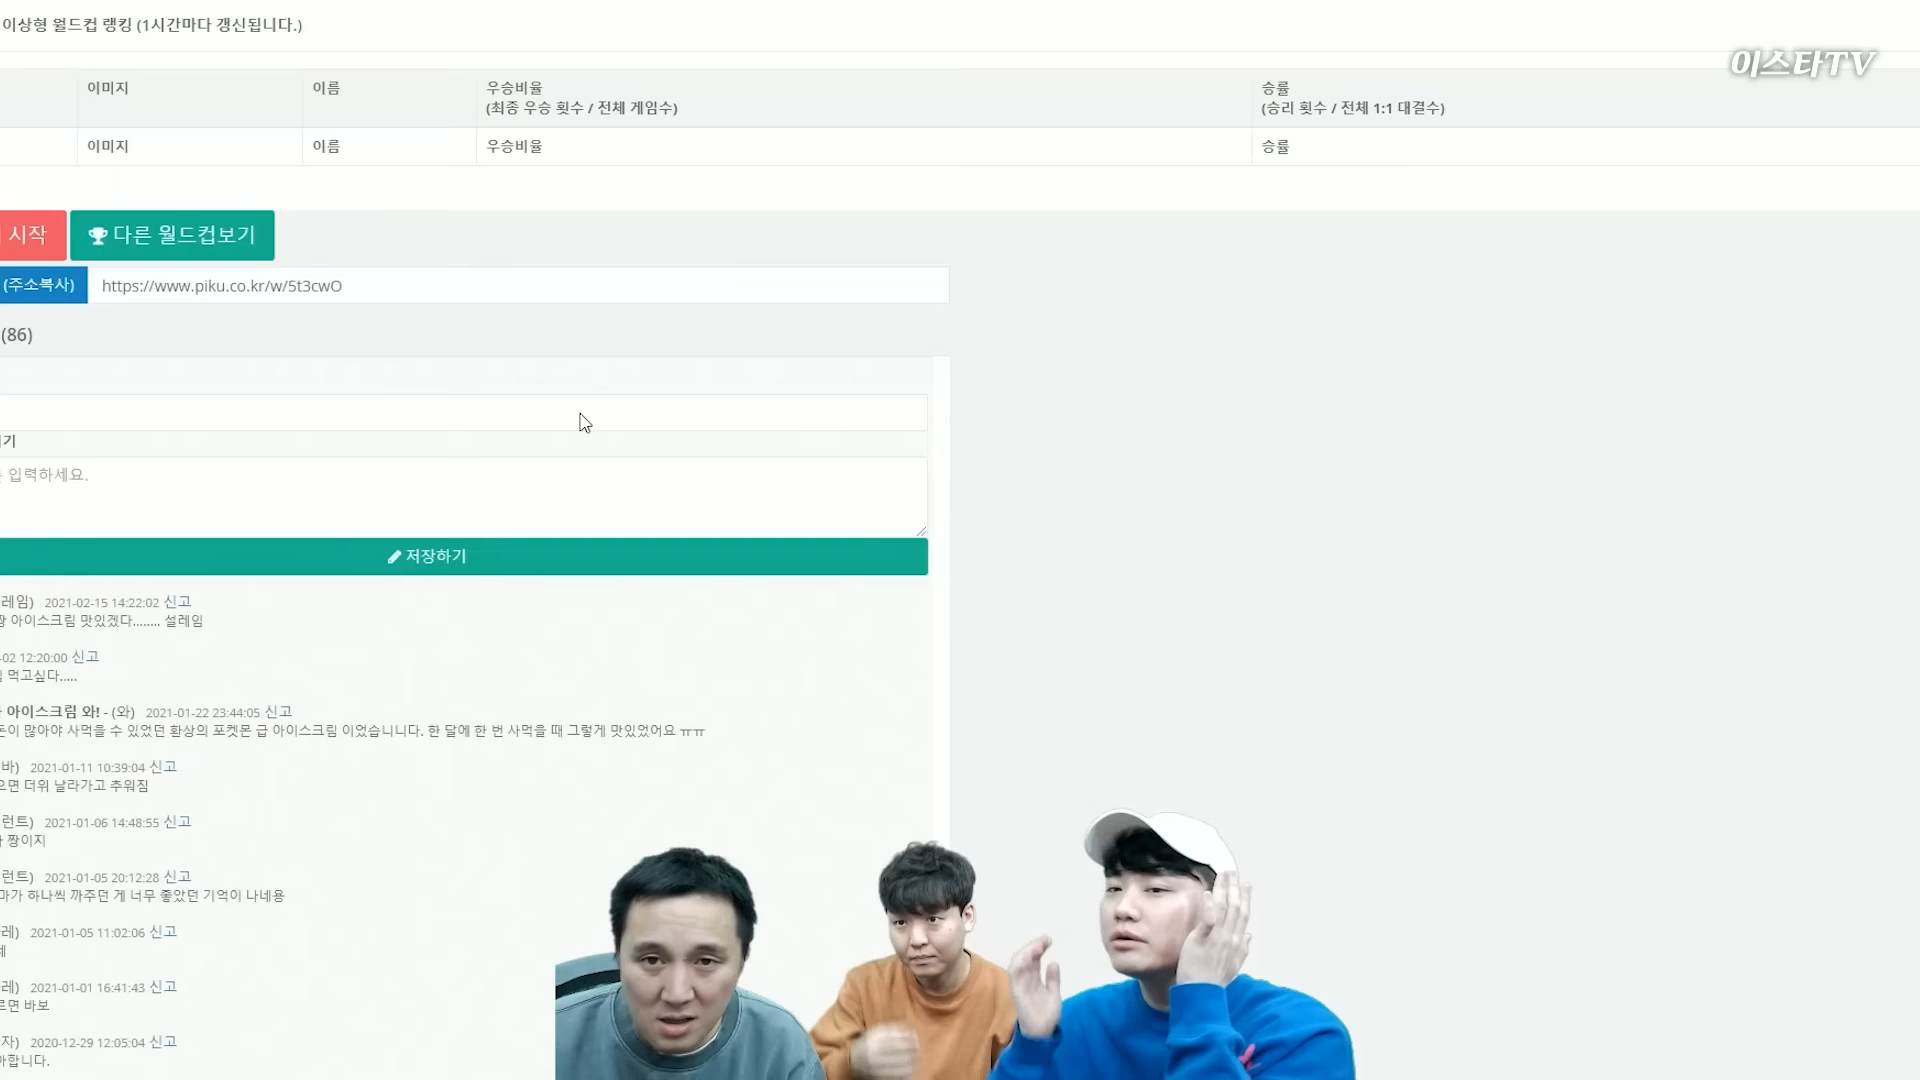 이상형 월드컵 랭킹 (1시간마다 갱신됩니다.)
이스타TV
이미지 이름 우승비율 승률
(최종 우승 횟수 / 전체 게임수) (승리 횟수 / 전체 1:1 대결수)
이미지 이름 우승비율 승률
시작 다른 월드컵보기
(주소복사) https://www.piku.co.kr/w/5t3cwO
(86)
기
입력하세요.
저장하기
레임) 2021-02-15 14:22:02 신고
아이스크림 맛있겠다........ 설레임
-02 12:20:00 신고
먹고싶다.....
아이스크림 와! - (와) 2021-01-22 23:44:05 신고
돈이 많아야 사먹을 수 있었던 환상의 포켓몬 급 아이스크림 이었습니니다. 한 달에 한 번 사먹을 때 그렇게 맛있었어요 ㅠㅠ
바) 2021-01-11 10:39:04 신고
으면 더위 날라가고 추워짐
런트) 2021-01-06 14:48:55 신고
짱이지
런트) 2021-01-05 20:12:28 신고
마가 하나씩 까주던 게 너무 좋았던 기억이 나네용
레) 2021-01-05 11:02:06 신고
레) 2021-01-01 16:41:43 신고
르면 바보
자) 2020-12-29 12:05:04 신고
아합니다.